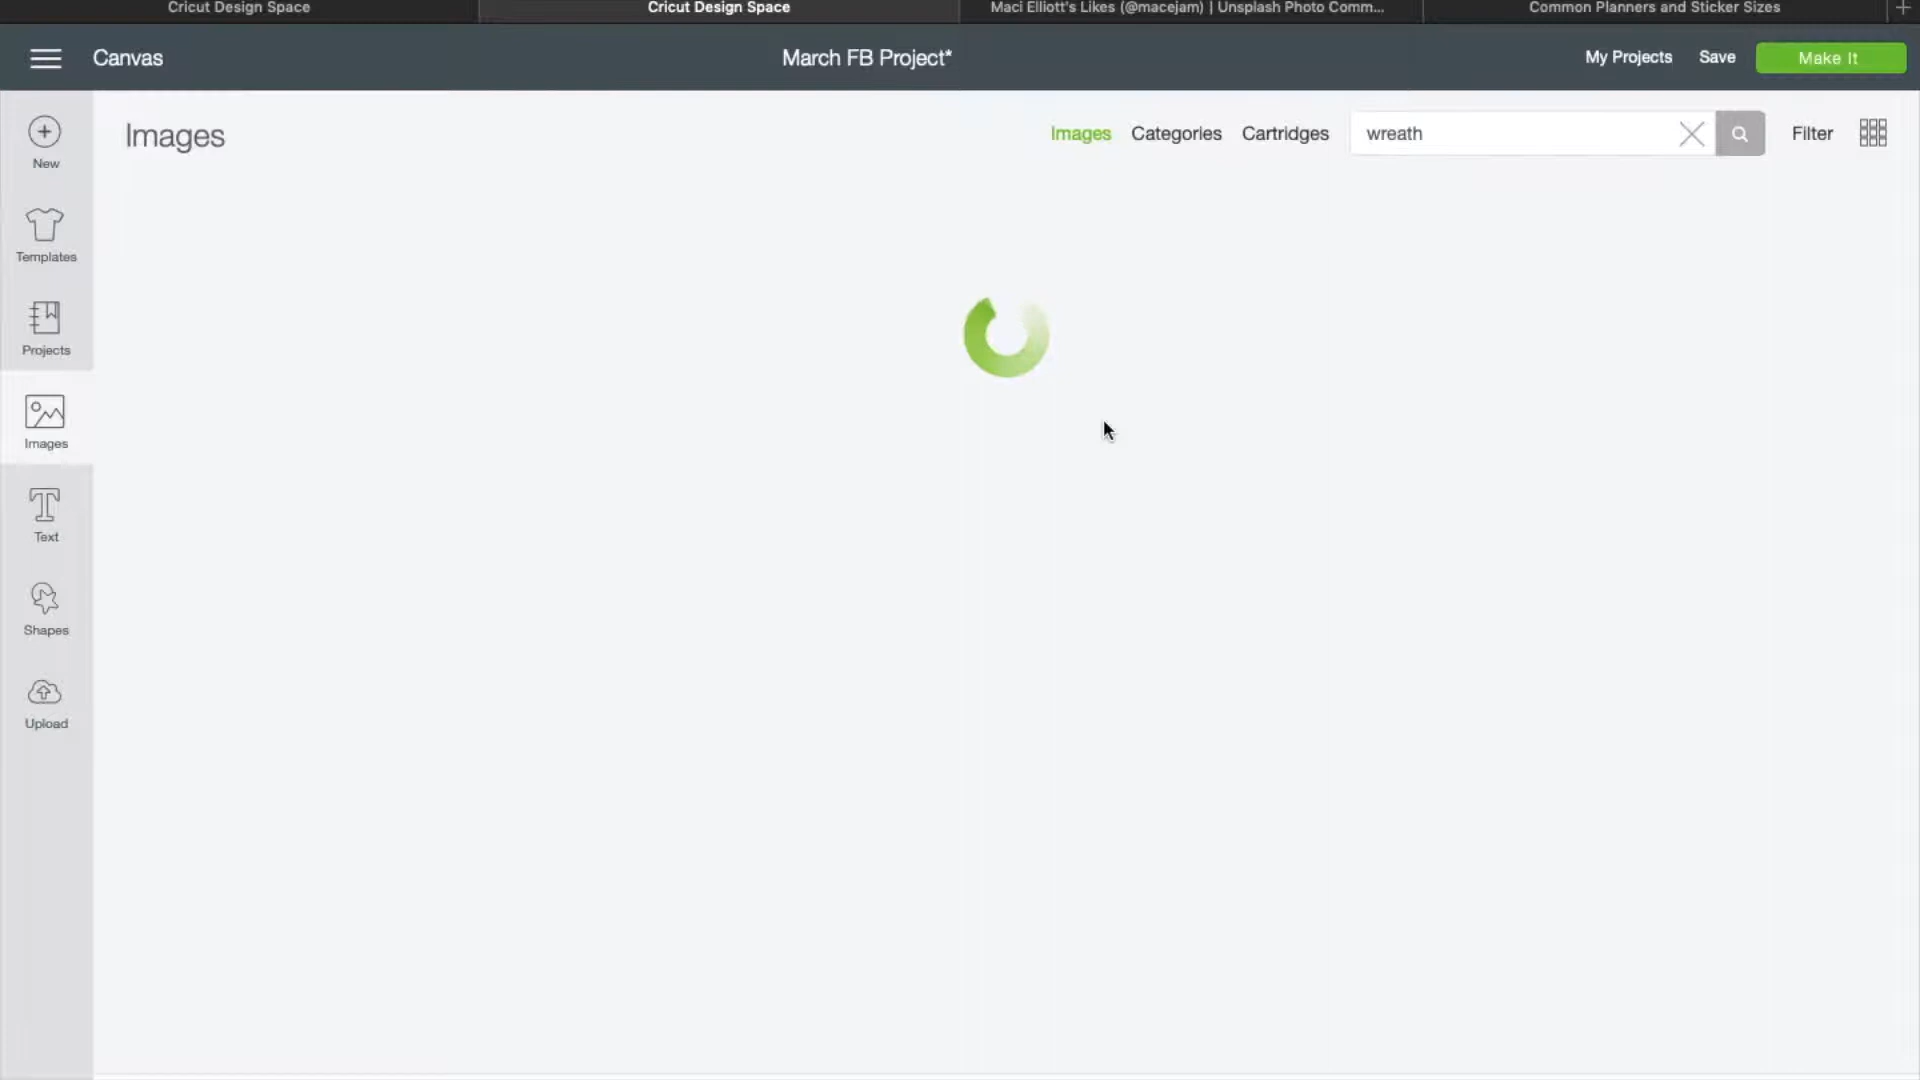 Cricut Design Space
Cricut Design Space
Maci Elliott's Likes (@macejam) | Unsplash Photo Comm...
Common Planners and Sticker Sizes
Canvas
March FB Project*
My Projects
Save
Make It
New
Templates
Projects
Images
Text
Shapes
Upload
Images
Images
Categories
Cartridges
wreath
Filter